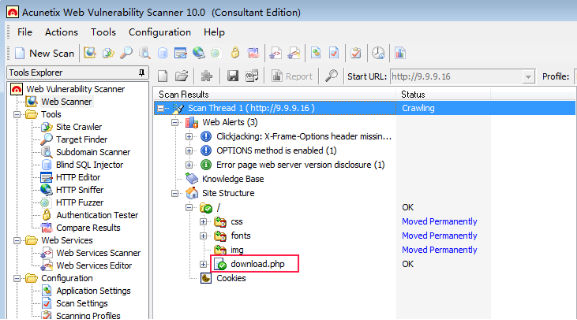 Acunetix Web Vulnerability Scanner 10.0 (Consultant Edition)
File Actions Tools Configuration Help
New Scan
Tools Explorer
Web Vulnerability Scanner
Web Scanner
Tools
Site Crawler
Target Finder
Subdomain Scanner
Blind SQL Injector
HTTP Editor
HTTP Sniffer
HTTP Fuzzer
Authentication Tester
Compare Results
Web Services
Web Services Scanner
Web Services Editor
Configuration
Application Settings
Scan Settings
Scanning Profiles
Report Start URL: http://9.9.9.16 Profile:
Scan Results Status
Scan Thread 1 ( http://9.9.9.16 ) Crawling
Web Alerts (3)
Clickjacking: X-Frame-Options header missin...
OPTIONS method is enabled (1)
Error page web server version disclosure (1)
Knowledge Base
Site Structure
/ OK
css Moved Permanently
fonts Moved Permanently
img Moved Permanently
download.php OK
Cookies